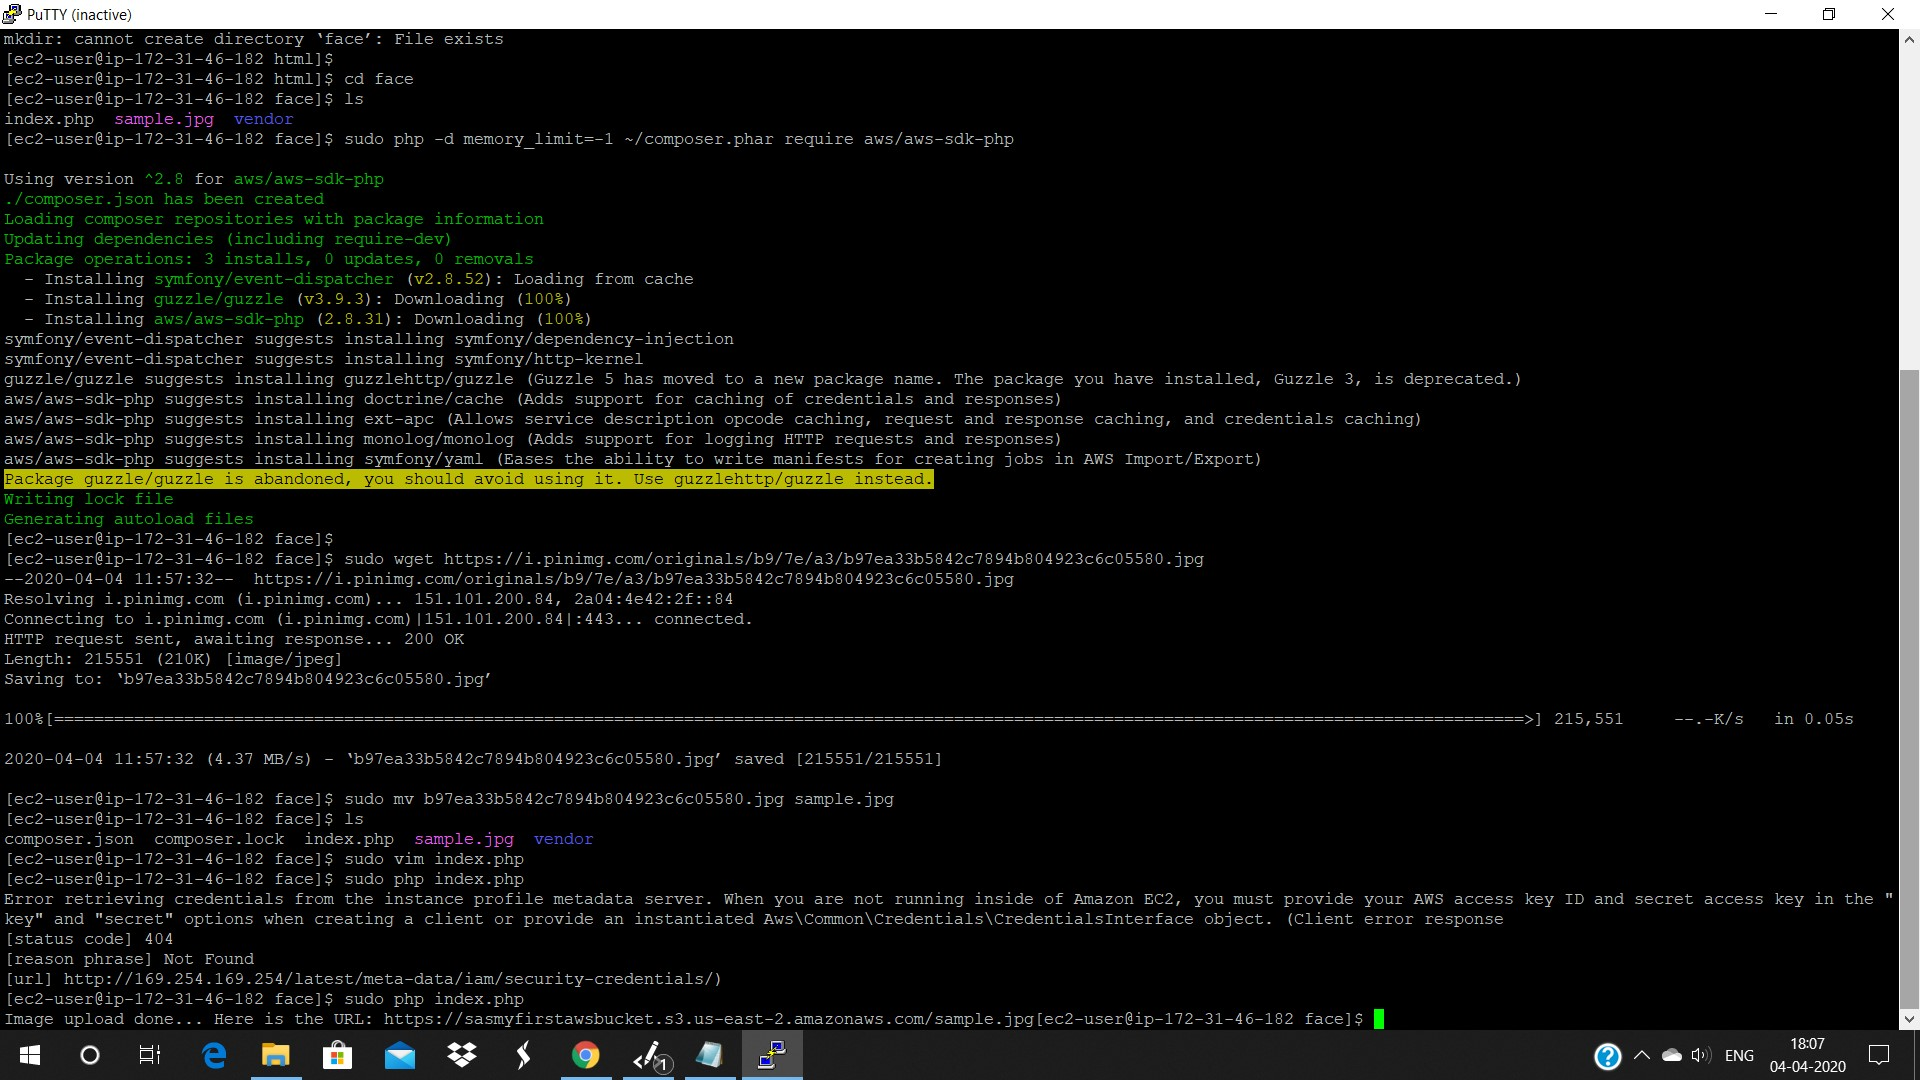 PuTTY (inactive)
mkdir: cannot create directory ‘face’: File exists
[ec2-user@ip-172-31-46-182 html]$
[ec2-user@ip-172-31-46-182 html]$ cd face
[ec2-user@ip-172-31-46-182 face]$ ls
index.php  sample.jpg  vendor
[ec2-user@ip-172-31-46-182 face]$ sudo php -d memory_limit=-1 ~/composer.phar require aws/aws-sdk-php
Using version ^2.8 for aws/aws-sdk-php
./composer.json has been created
Loading composer repositories with package information
Updating dependencies (including require-dev)
Package operations: 3 installs, 0 updates, 0 removals
  - Installing symfony/event-dispatcher (v2.8.52): Loading from cache
  - Installing guzzle/guzzle (v3.9.3): Downloading (100%)
  - Installing aws/aws-sdk-php (2.8.31): Downloading (100%)
symfony/event-dispatcher suggests installing symfony/dependency-injection
symfony/event-dispatcher suggests installing symfony/http-kernel
guzzle/guzzle suggests installing guzzlehttp/guzzle (Guzzle 5 has moved to a new package name. The package you have installed, Guzzle 3, is deprecated.)
aws/aws-sdk-php suggests installing doctrine/cache (Adds support for caching of credentials and responses)
aws/aws-sdk-php suggests installing ext-apc (Allows service description opcode caching, request and response caching, and credentials caching)
aws/aws-sdk-php suggests installing monolog/monolog (Adds support for logging HTTP requests and responses)
aws/aws-sdk-php suggests installing symfony/yaml (Eases the ability to write manifests for creating jobs in AWS Import/Export)
Package guzzle/guzzle is abandoned, you should avoid using it. Use guzzlehttp/guzzle instead.
Writing lock file
Generating autoload files
[ec2-user@ip-172-31-46-182 face]$
[ec2-user@ip-172-31-46-182 face]$ sudo wget https://i.pinimg.com/originals/b9/7e/a3/b97ea33b5842c7894b804923c6c05580.jpg
--2020-04-04 11:57:32--  https://i.pinimg.com/originals/b9/7e/a3/b97ea33b5842c7894b804923c6c05580.jpg
Resolving i.pinimg.com (i.pinimg.com)... 151.101.200.84, 2a04:4e42:2f::84
Connecting to i.pinimg.com (i.pinimg.com)|151.101.200.84|:443... connected.
HTTP request sent, awaiting response... 200 OK
Length: 215551 (210K) [image/jpeg]
Saving to: ‘b97ea33b5842c7894b804923c6c05580.jpg’
100%[===================================================================================================================================================>] 215,551     --.-K/s   in 0.05s
2020-04-04 11:57:32 (4.37 MB/s) - ‘b97ea33b5842c7894b804923c6c05580.jpg’ saved [215551/215551]
[ec2-user@ip-172-31-46-182 face]$ sudo mv b97ea33b5842c7894b804923c6c05580.jpg sample.jpg
[ec2-user@ip-172-31-46-182 face]$ ls
composer.json  composer.lock  index.php  sample.jpg  vendor
[ec2-user@ip-172-31-46-182 face]$ sudo vim index.php
[ec2-user@ip-172-31-46-182 face]$ sudo php index.php
Error retrieving credentials from the instance profile metadata server. When you are not running inside of Amazon EC2, you must provide your AWS access key ID and secret access key in the "
key" and "secret" options when creating a client or provide an instantiated Aws\Common\Credentials\CredentialsInterface object. (Client error response
[status code] 404
[reason phrase] Not Found
[url] http://169.254.169.254/latest/meta-data/iam/security-credentials/)
[ec2-user@ip-172-31-46-182 face]$ sudo php index.php
Image upload done... Here is the URL: https://sasmyfirstawsbucket.s3.us-east-2.amazonaws.com/sample.jpg[ec2-user@ip-172-31-46-182 face]$
1
ENG
18:07
04-04-2020